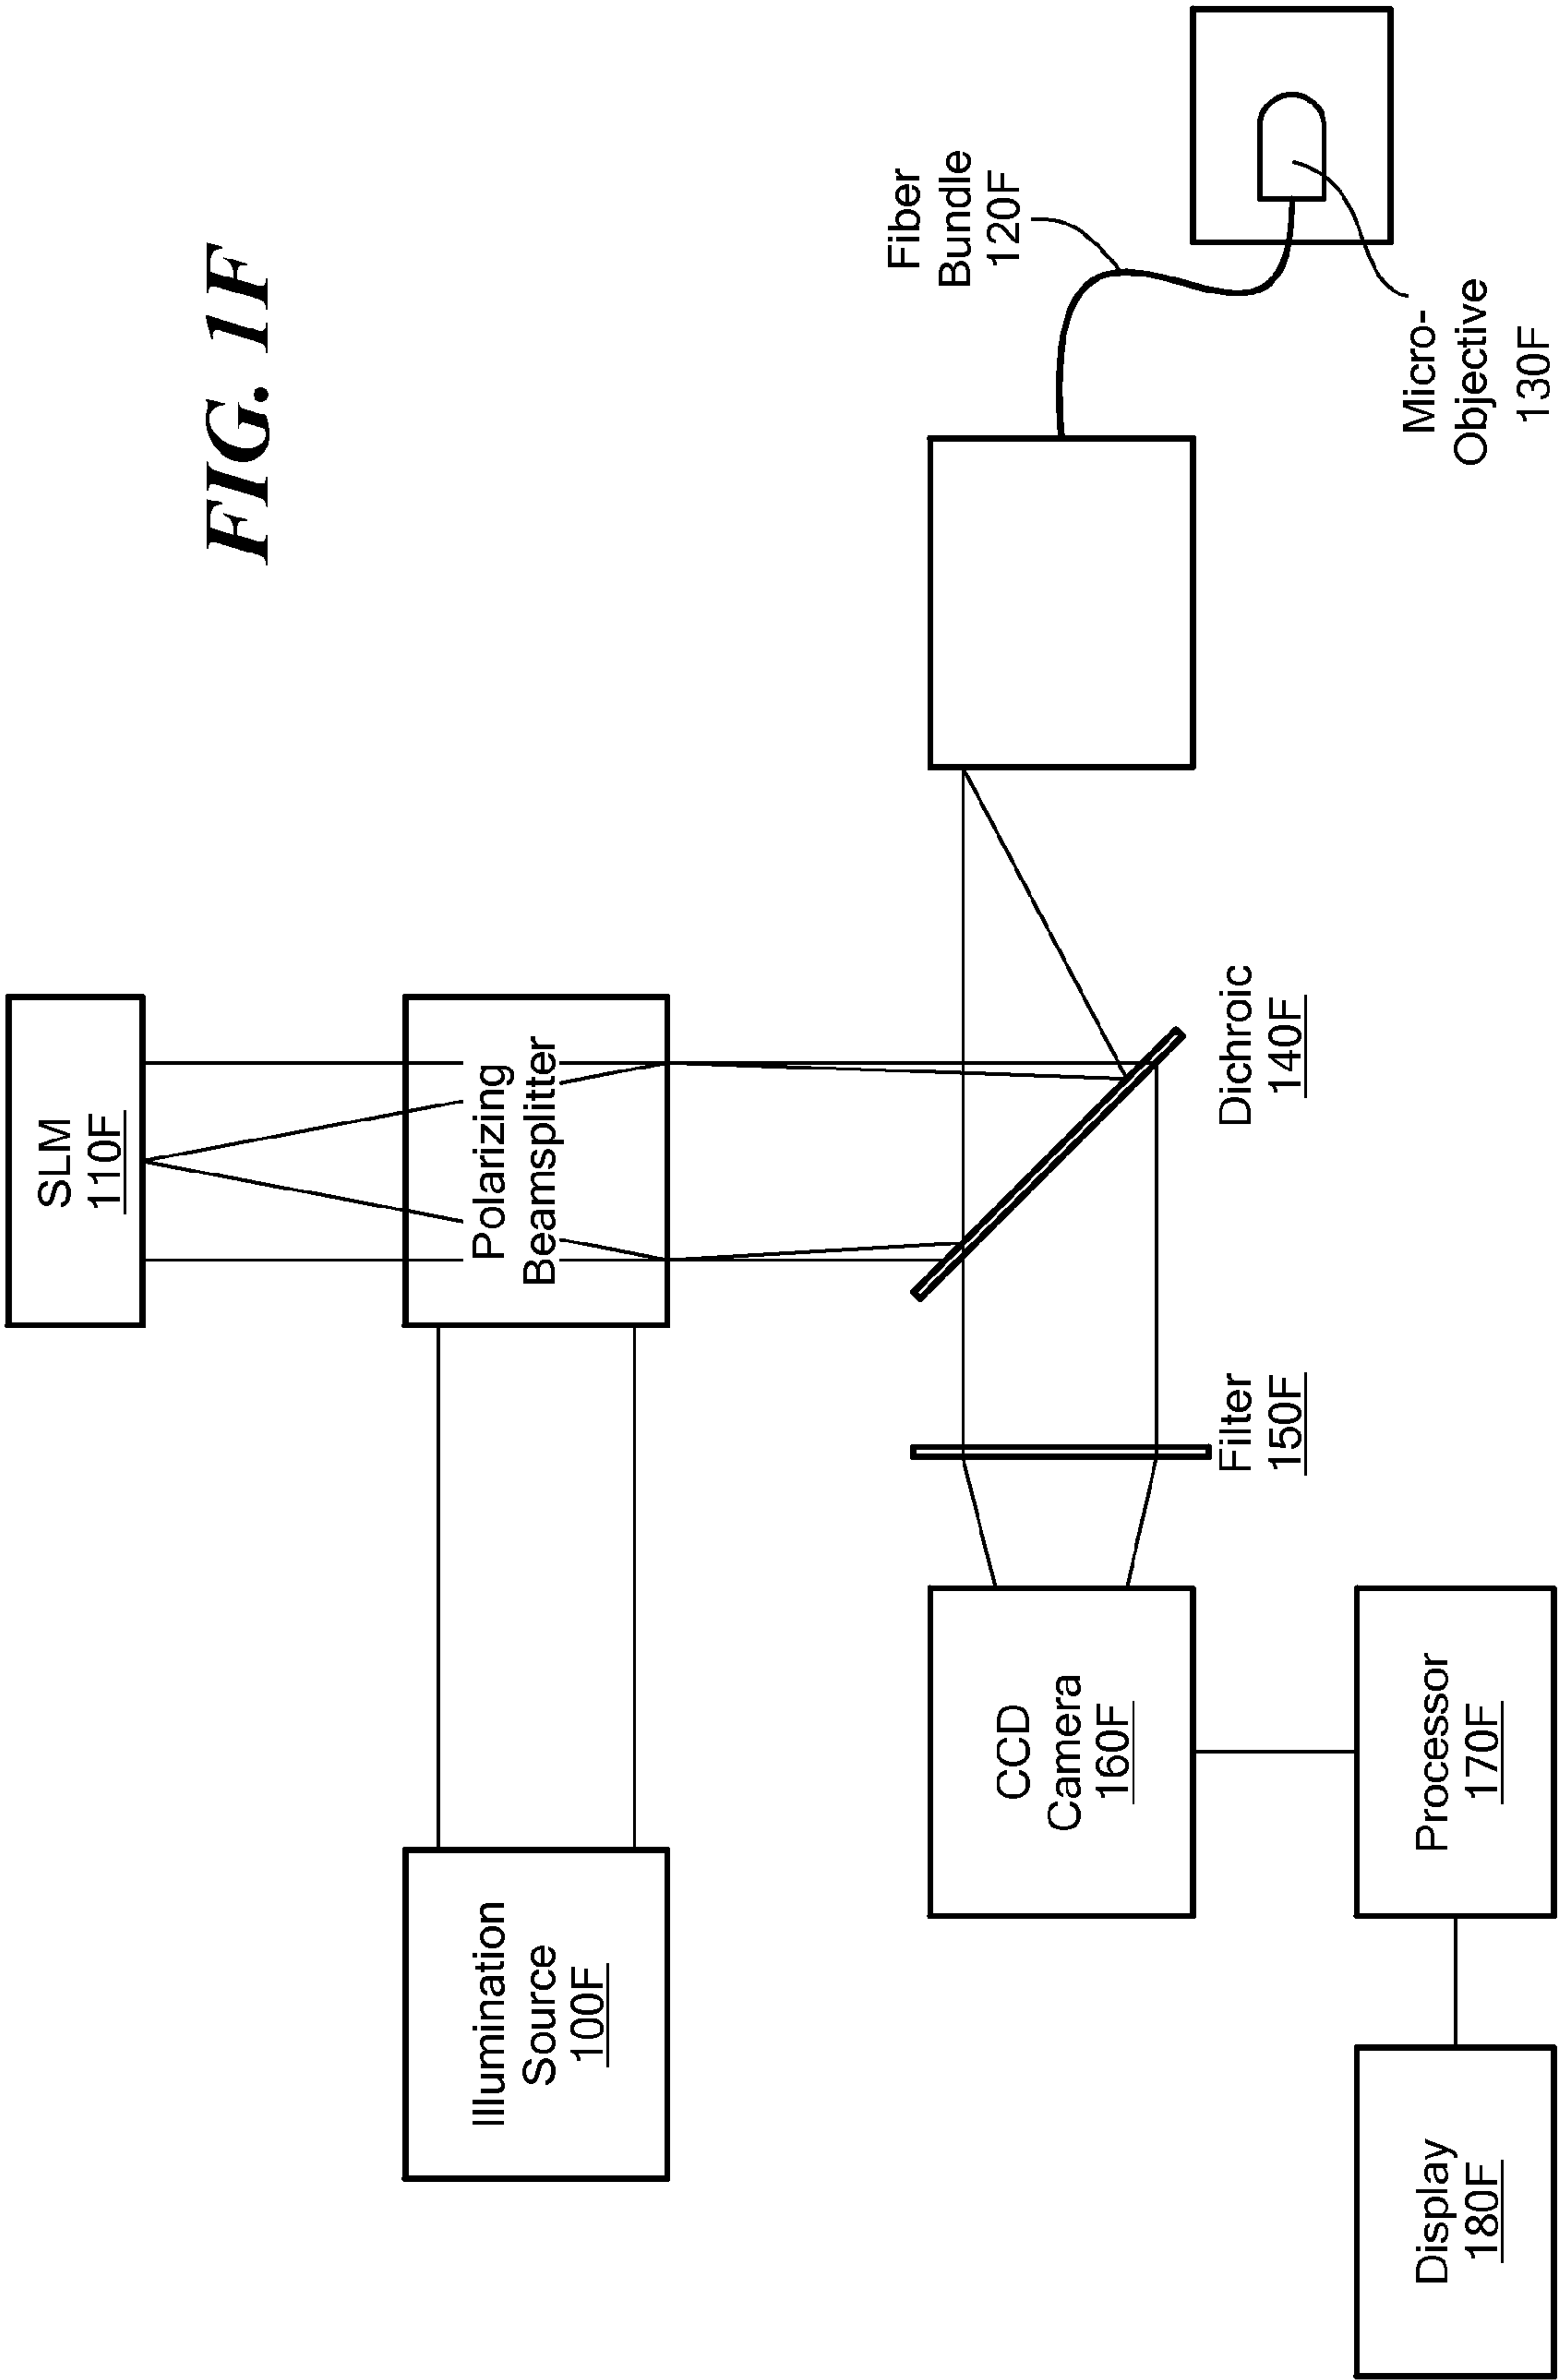 FIG. 1F
SLM
110F
Illumination
Source
100F
Polarizing
Beamsplitter
Fiber
Bundle
120F
CCD
Camera
160F
Filter
150F
Dichroic
140F
Micro-
Objective
130F
Display
180F
Processor
170F